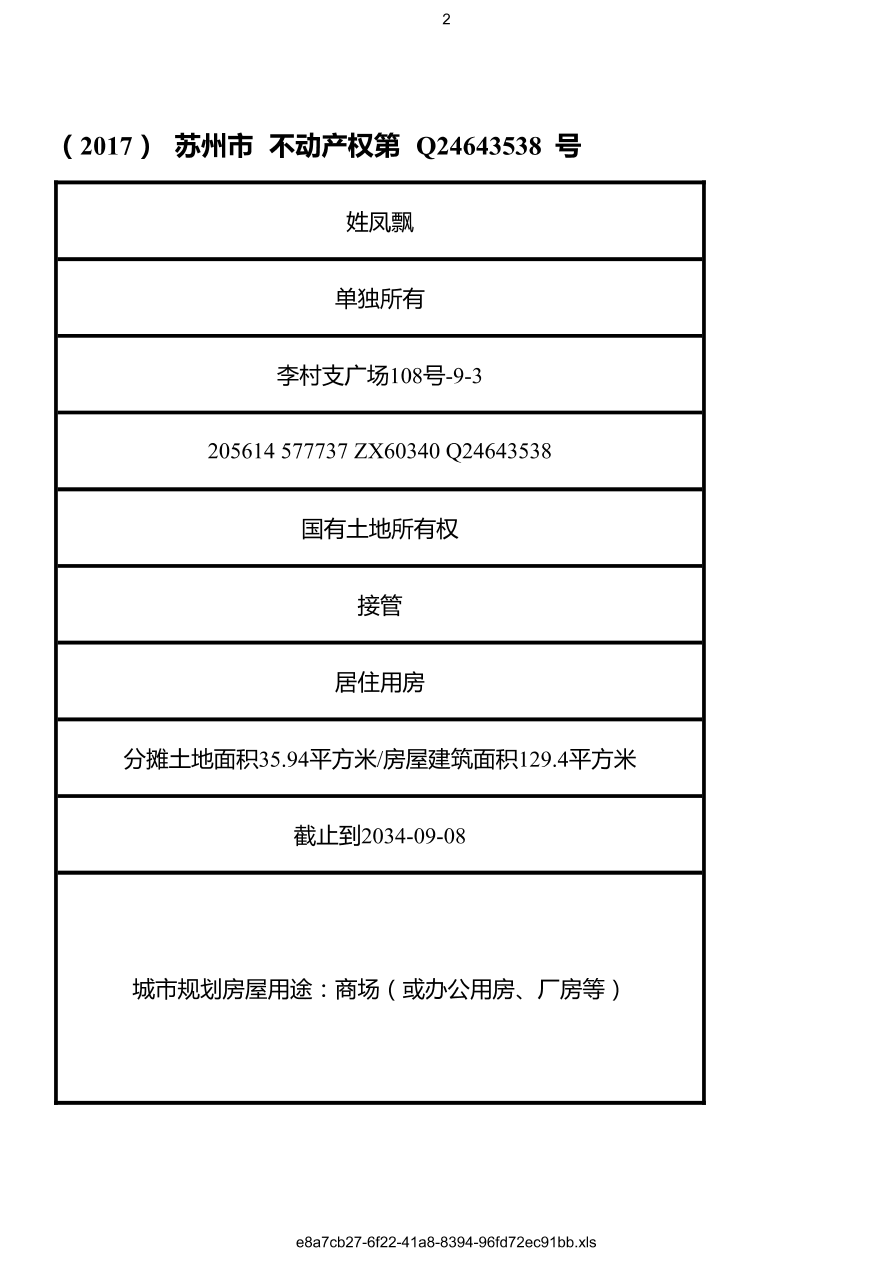 2
（2017） 苏州市 不动产权第 Q24643538 号
姓凤飘
单独所有
李村支广场108号-9-3
205614 577737 ZX60340 Q24643538
国有土地所有权
接管
居住用房
分摊土地面积35.94平方米/房屋建筑面积129.4平方米
截止到2034-09-08
城市规划房屋用途：商场（或办公用房、厂房等）
e8a7cb27-6f22-41a8-8394-96fd72ec91bb.xls